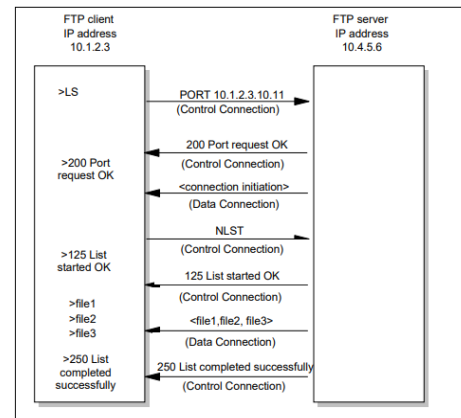 FTP client
IP address
10.1.2.3
FTP server
IP address
10.4.5.6
>LS
PORT 10.1.2.3.10.11
(Control Connection)
200 Port request OK
(Control Connection)
>200 Port
request OK
<connection initiation>
(Data Connection)
NLST
(Control Connection)
>125 List
started OK
125 List started OK
(Control Connection)
>file1
>file2
>file3
<file1,file2, file3>
(Data Connection)
>250 List
completed
successfully
250 List completed successfully
(Control Connection)